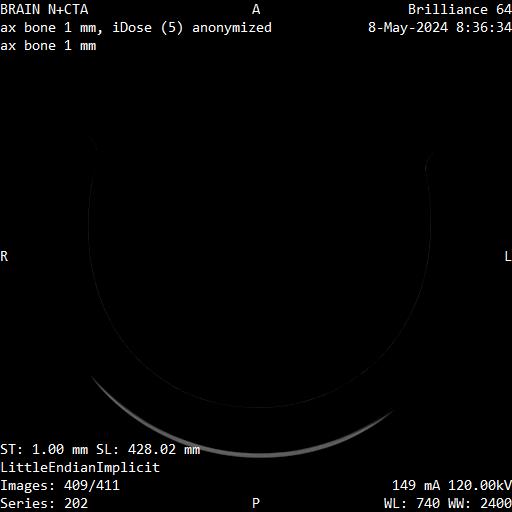 BRAIN N+CTA
ax bone 1 mm, iDose (5) anonymized
ax bone 1 mm
A
Brilliance 64
8-May-2024 8:36:34
R
L
ST: 1.00 mm SL: 428.02 mm
LittleEndianImplicit
Images: 409/411
Series: 202
P
149 mA 120.00kV
WL: 740 WW: 2400